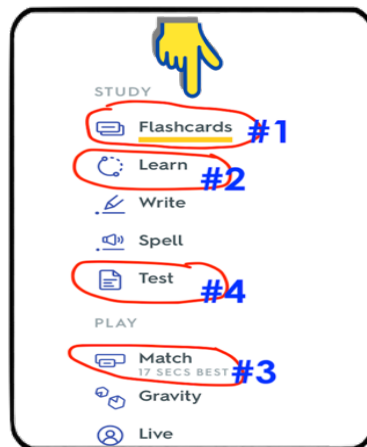 STUDY
Flashcards #1
Learn #2
Write
Spell
Test #4
PLAY
Match
17 SECS BEST #3
Gravity
Live